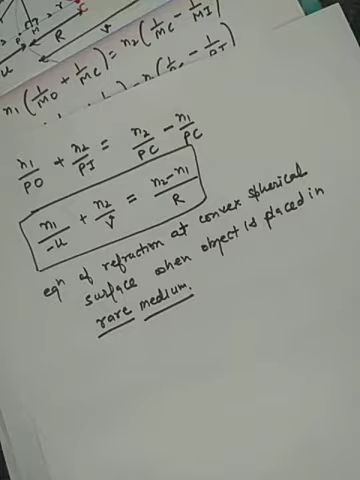 C
M
R
u
v
n₁(1/MO + 1/MC) = n₂(1/MC − 1/MI)
n₁/PO + n₂/PI = n₂/PC − n₁/PC
n₁/−u + n₂/v = n₂−n₁/R
eqⁿ of refraction at convex spherical
surface when object is placed in
rare medium.